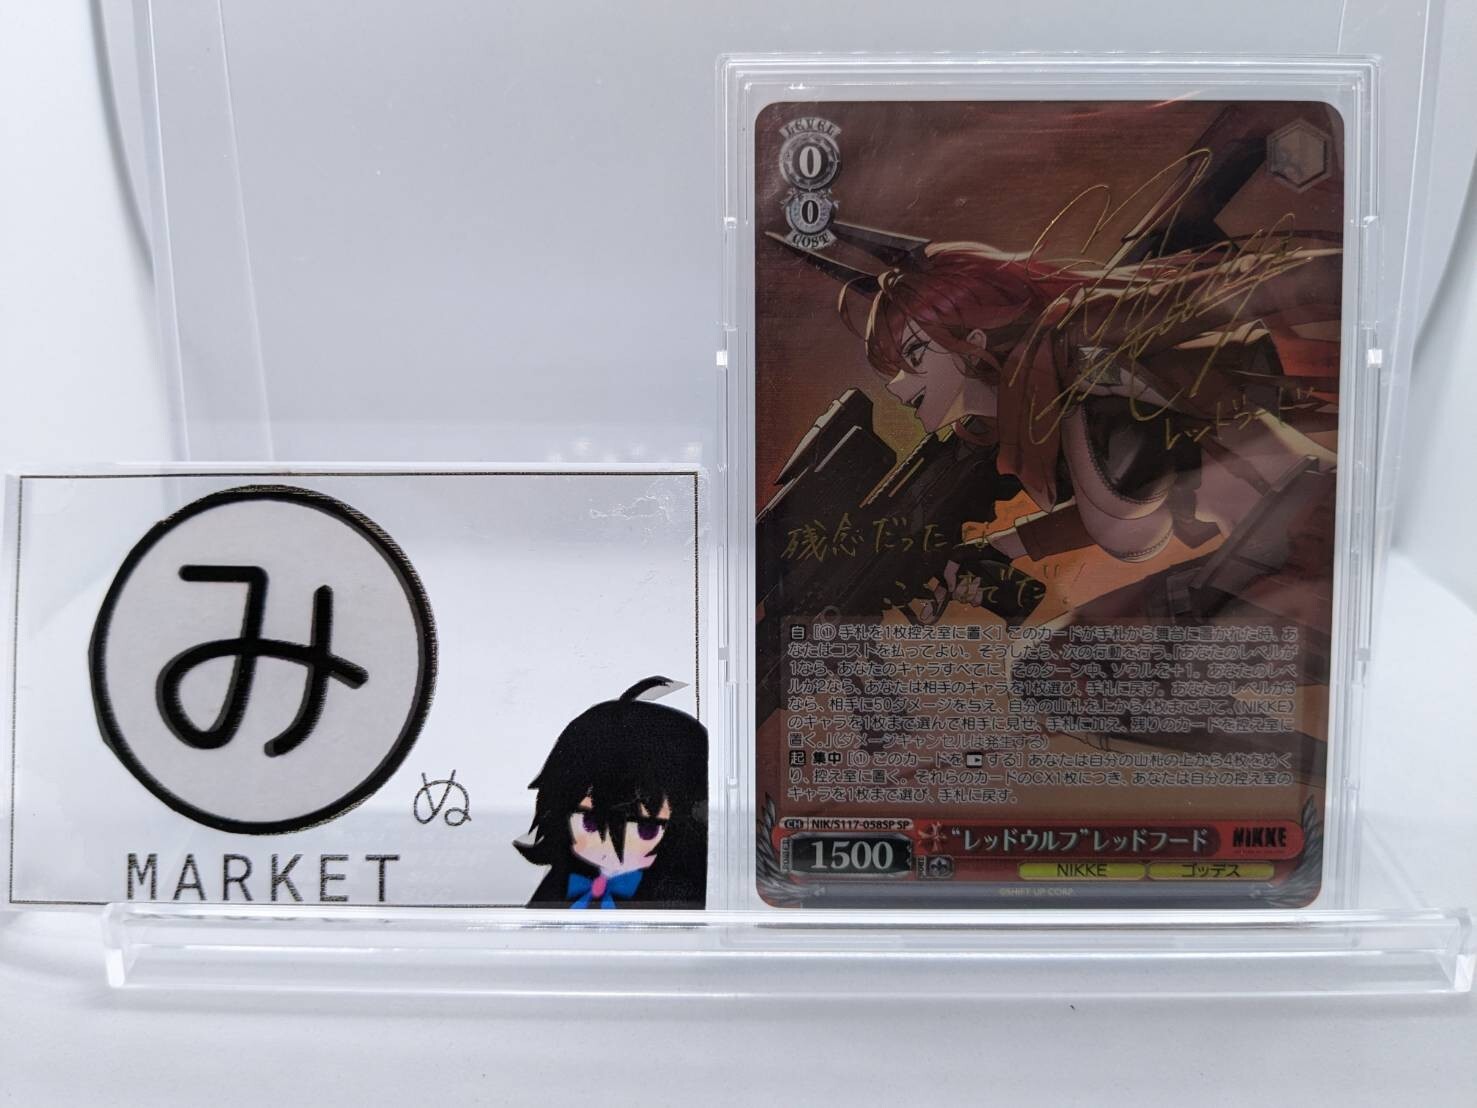 み
ぬ
MARKET
LEVEL
0
0
COST
レッドフード
残念だったな
ここまでだ!
自 [① 手札を1枚控え室に置く] このカードが手札から舞台に置かれた時、あ
なたはコストを払ってよい。そうしたら、次の行動を行う。『あなたのレベルが
1なら、あなたのキャラすべてに、そのターン中、ソウルを+1。あなたのレベ
ルが2なら、あなたは相手のキャラを1枚選び、手札に戻す。あなたのレベルが3
なら、相手に5ダメージを与え、自分の山札を上から4枚まで見て、《NIKKE》
のキャラを1枚まで選んで相手に見せ、手札に加え、残りのカードを控え室に
置く。』(ダメージキャンセルは発生する)
起 集中 [① このカードを する] あなたは自分の山札の上から4枚をめく
り、控え室に置く。それらのカードのCX1枚につき、あなたは自分の控え室の
キャラを1枚まで選び、手札に戻す。
CH NIK/S117-058SP SP
"レッドウルフ" レッドフード
NIKKE
1500
NIKKE
ゴッデス
©SHIFT UP CORP.